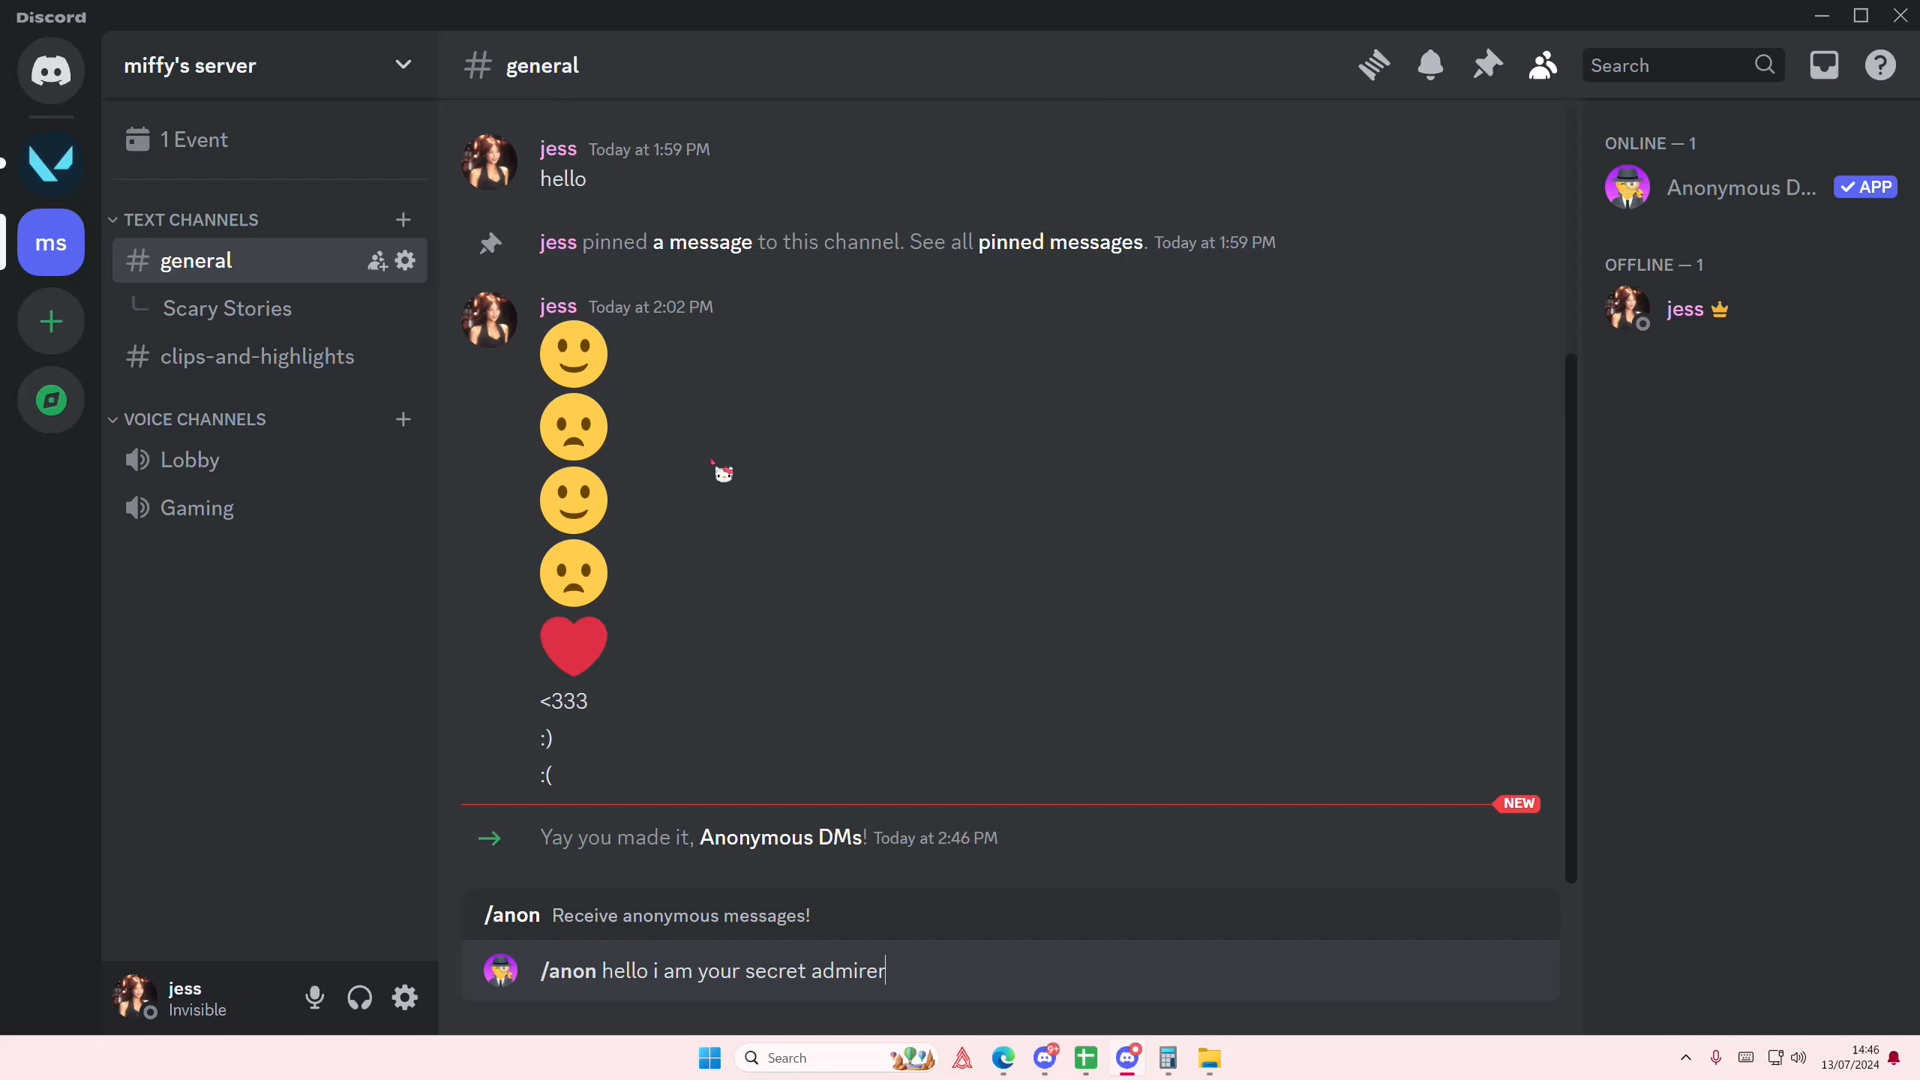 Discord
miffy's server
general
Search
1 Event
TEXT CHANNELS
general
Scary Stories
clips-and-highlights
VOICE CHANNELS
Lobby
Gaming
ms
jess
Invisible
jess Today at 1:59 PM
hello
jess pinned a message to this channel. See all pinned messages. Today at 1:59 PM
jess Today at 2:02 PM
<333
:)
:(
NEW
Yay you made it, Anonymous DMs! Today at 2:46 PM
/anon Receive anonymous messages!
/anon hello i am your secret admirer
ONLINE — 1
Anonymous D... APP
OFFLINE — 1
jess
Search
9+
14:46
13/07/2024